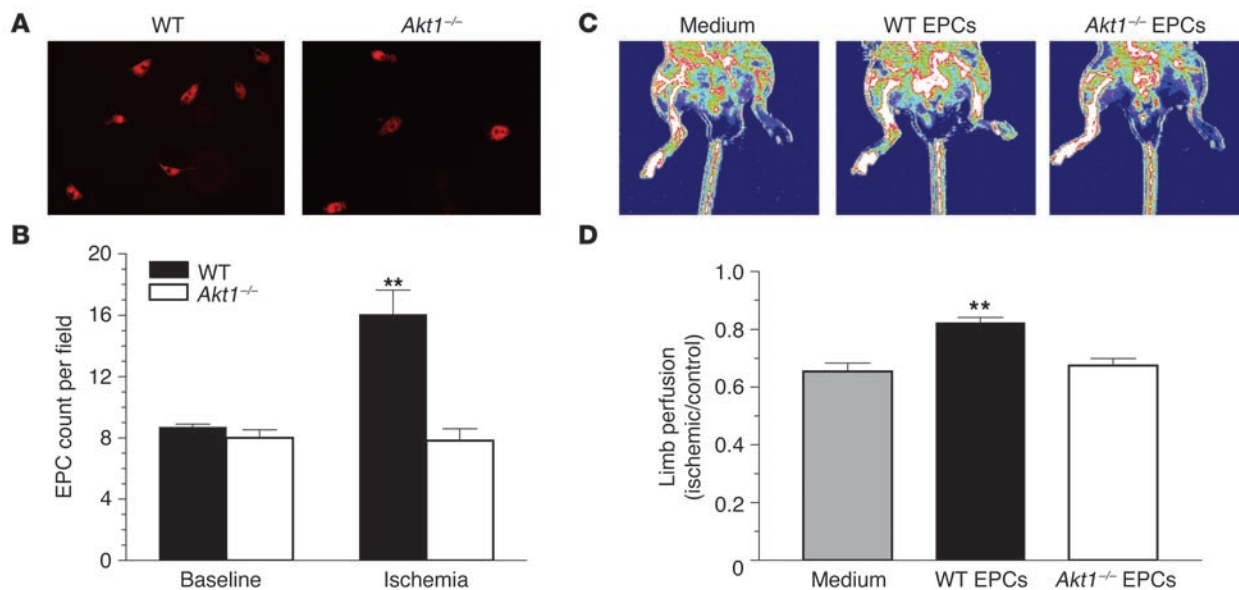 A
WT
Akt1–/–
B
20
16
12
8
4
0
EPC count per field
WT
Akt1–/–
**
Baseline
Ischemia
C
Medium
WT EPCs
Akt1–/– EPCs
D
1.0
0.8
0.6
0.4
0.2
0
Limb perfusion
(ischemic/control)
**
Medium
WT EPCs
Akt1–/– EPCs